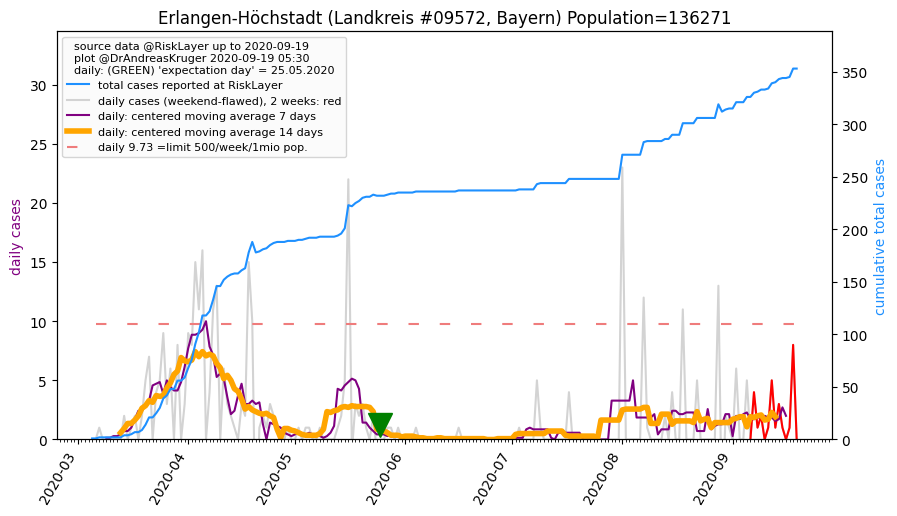 Erlangen-Höchstadt (Landkreis #09572, Bayern) Population=136271
source data @RiskLayer up to 2020-09-19
plot @DrAndreasKruger 2020-09-19 05:30
daily: (GREEN) 'expectation day' = 25.05.2020
total cases reported at RiskLayer
daily cases (weekend-flawed), 2 weeks: red
daily: centered moving average 7 days
daily: centered moving average 14 days
daily 9.73 =limit 500/week/1mio pop.
daily cases
30
25
20
15
10
5
0
cumulative total cases
350
300
250
200
150
100
50
0
2020-03
2020-04
2020-05
2020-06
2020-07
2020-08
2020-09